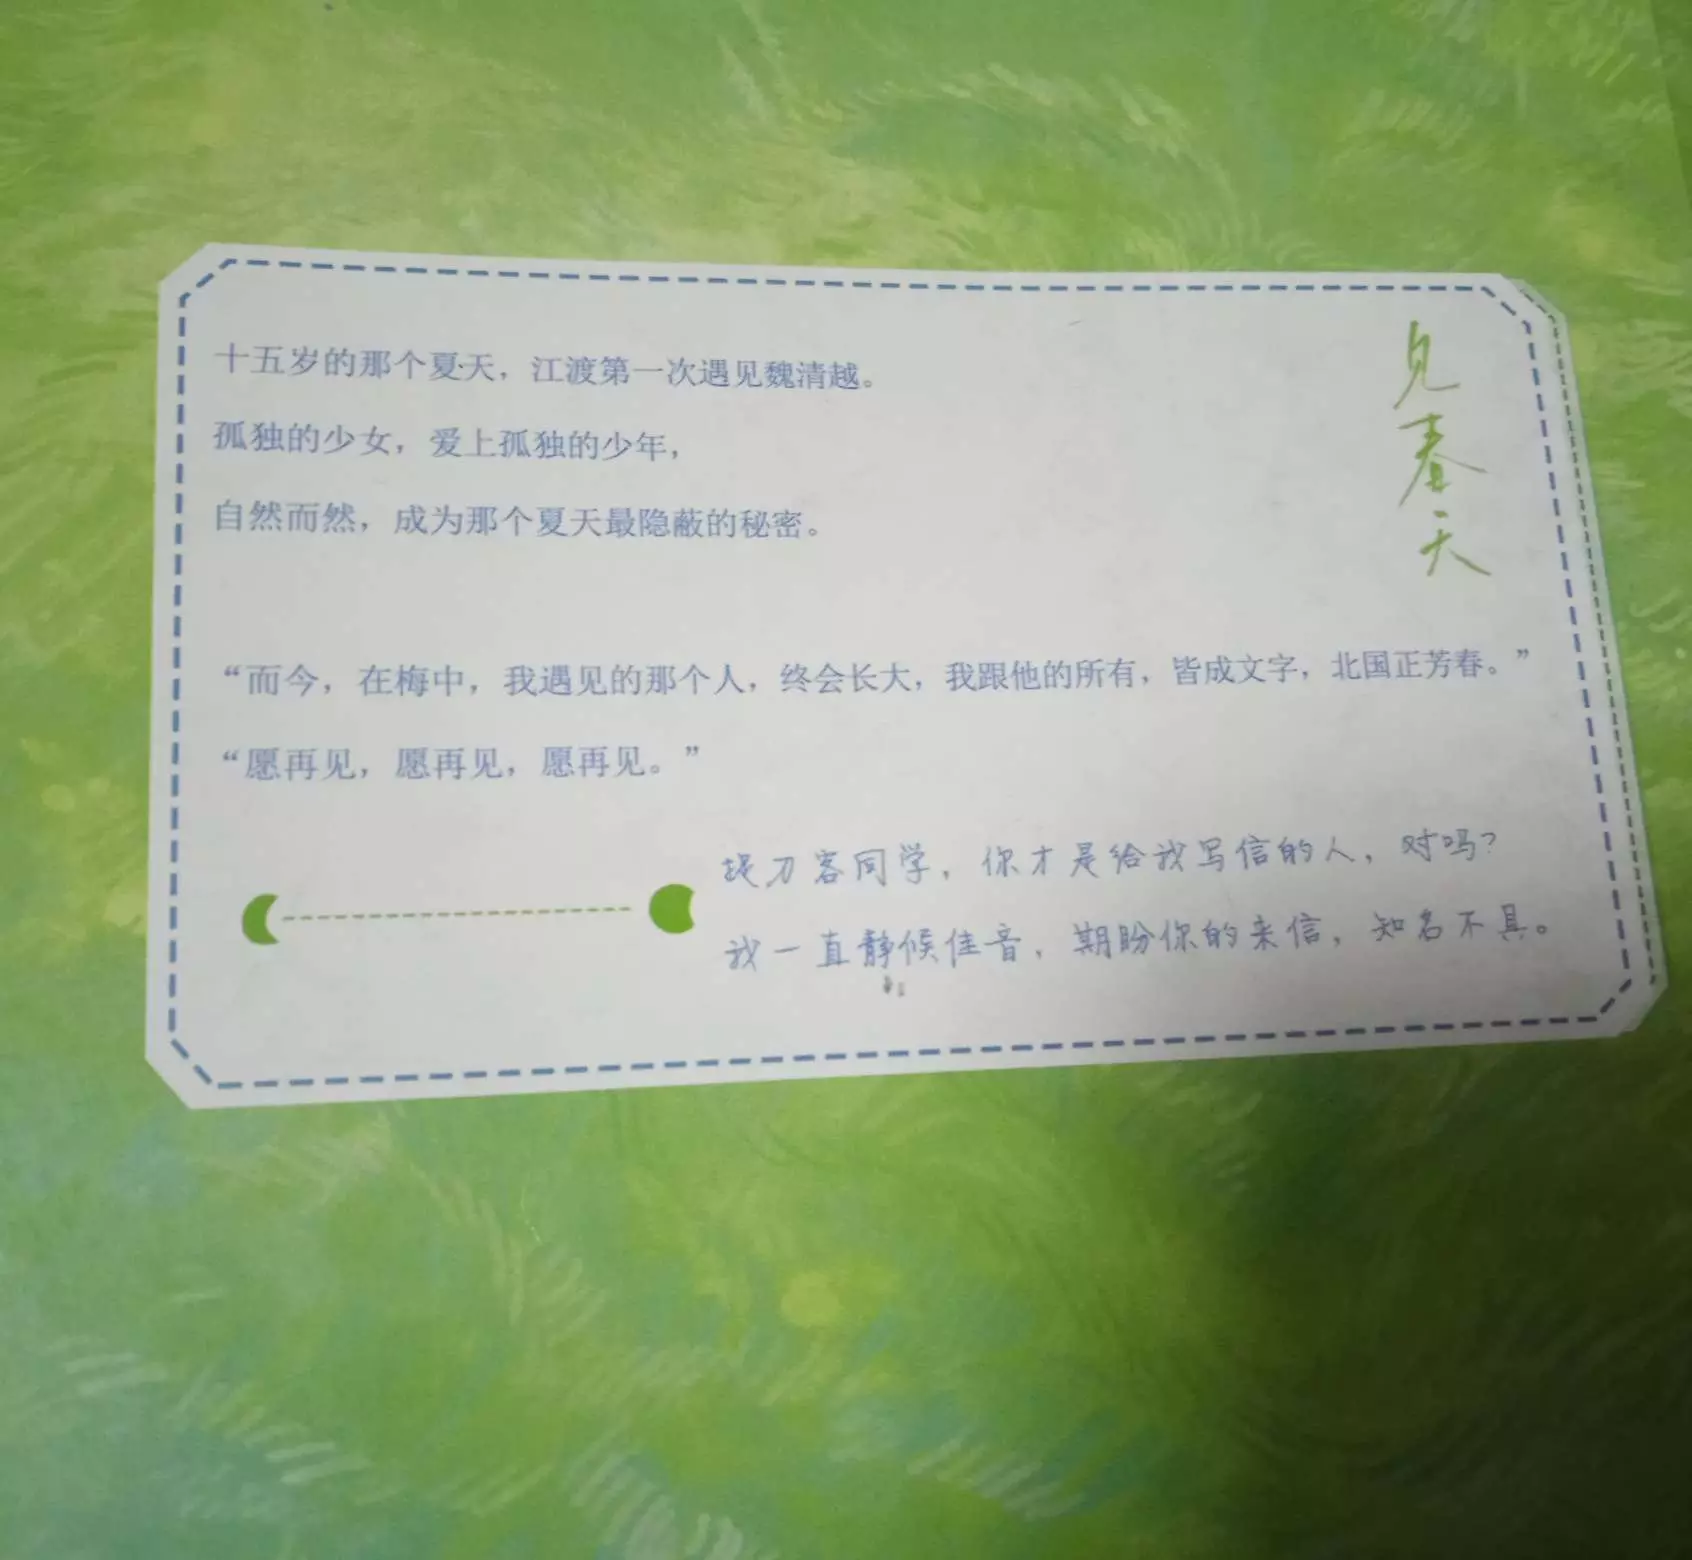 十五岁的那个夏天，江渡第一次遇见魏清越。
孤独的少女，爱上孤独的少年，
自然而然，成为那个夏天最隐蔽的秘密。
见春天
“而今，在梅中，我遇见的那个人，终会长大，我跟他的所有，皆成文字，北国正芳春。”
“愿再见，愿再见，愿再见。”
提刀客同学，你才是给我写信的人，对吗？
我一直静候佳音，期盼你的来信，知名不具。